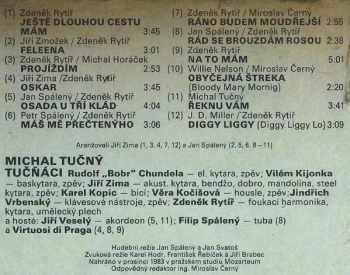 (1) Zdeněk Rytíř
JEŠTĚ DLOUHOU CESTU
MÁM 3:45
(2) Jiří Zmožek / Zdeněk Rytíř
FELEENA 3:45
(3) Zdeněk Rytíř / Michal Horáček
PROJÍŽDÍM 2:53
(4) Jiří Zima / Zdeněk Rytíř
OSKAR 3:45
(5) Jan Spálený / Zdeněk Rytíř
OSADA U TŘÍ KLÁD 4:04
(6) Petr Spálený / Zdeněk Rytíř
MÁŠ MĚ PŘEČTENÝHO 3:06
(7) Zdeněk Rytíř / Miroslav Černý
RÁNO BUDEM MOUDŘEJŠÍ 2:55
(8) Jan Spálený / Zdeněk Rytíř
RÁD SE BROUZDÁM ROSOU 2:38
(9) Zdeněk Rytíř
NA TO MÁM 5:01
(10) Willie Nelson / Miroslav Černý
OBYČEJNÁ ŠTREKA
(Bloody Mary Mornig) 2:20
(11) Michal Tučný
ŘEKNU VÁM 3:41
(12) J. D. Miller / Zdeněk Rytíř
DIGGY LIGGY (Diggy Liggy Lo) 3:09
Aranžovali Jiří Zima (1, 3, 4, 7, 12) a Jan Spálený (2, 5, 6, 8–11)
MICHAL TUČNÝ
TUČŇÁCI Rudolf „Bobr" Chundela – el. kytara, zpěv; Vilém Kijonka
– baskytara, zpěv; Jiří Zima – akust. kytara, bendžo, dobro, mandolína, steel
kytara, zpěv; Karel Kopic – bicí; Věra Kočišová – housle, zpěv; Jindřich
Vrbenský – klávesové nástroje, zpěv; Zdeněk Rytíř – foukací harmonika,
kytara, umělecký plech
a hosté: Jiří Veselý – akordeon (5, 11); Filip Spálený – tuba (8)
a Virtuosi di Praga (4, 8, 9)
Hudební režie Jan Spálený a Jan Svatoš
Zvuková režie Karel Hodr, František Řebíček a Jiří Brabec
Nahráno v prosinci 1983 v pražském studiu Mozarteum
Odpovědný redaktor ing. Miroslav Černý